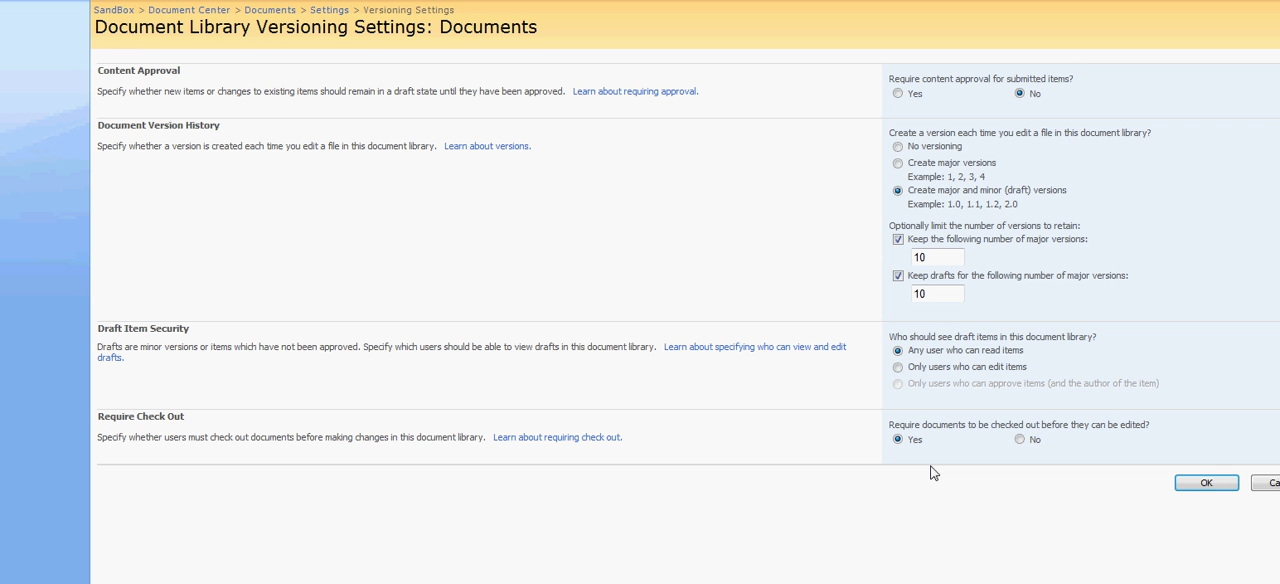 SandBox > Document Center > Documents > Settings > Versioning Settings
Document Library Versioning Settings: Documents
Content Approval
Specify whether new items or changes to existing items should remain in a draft state until they have been approved. Learn about requiring approval.
Require content approval for submitted items?
Yes No
Document Version History
Specify whether a version is created each time you edit a file in this document library. Learn about versions.
Create a version each time you edit a file in this document library?
No versioning
Create major versions
Example: 1, 2, 3, 4
Create major and minor (draft) versions
Example: 1.0, 1.1, 1.2, 2.0
Optionally limit the number of versions to retain:
Keep the following number of major versions:
10
Keep drafts for the following number of major versions:
10
Draft Item Security
Drafts are minor versions or items which have not been approved. Specify which users should be able to view drafts in this document library. Learn about specifying who can view and edit
drafts.
Who should see draft items in this document library?
Any user who can read items
Only users who can edit items
Only users who can approve items (and the author of the item)
Require Check Out
Specify whether users must check out documents before making changes in this document library. Learn about requiring check out.
Require documents to be checked out before they can be edited?
Yes No
OK Ca